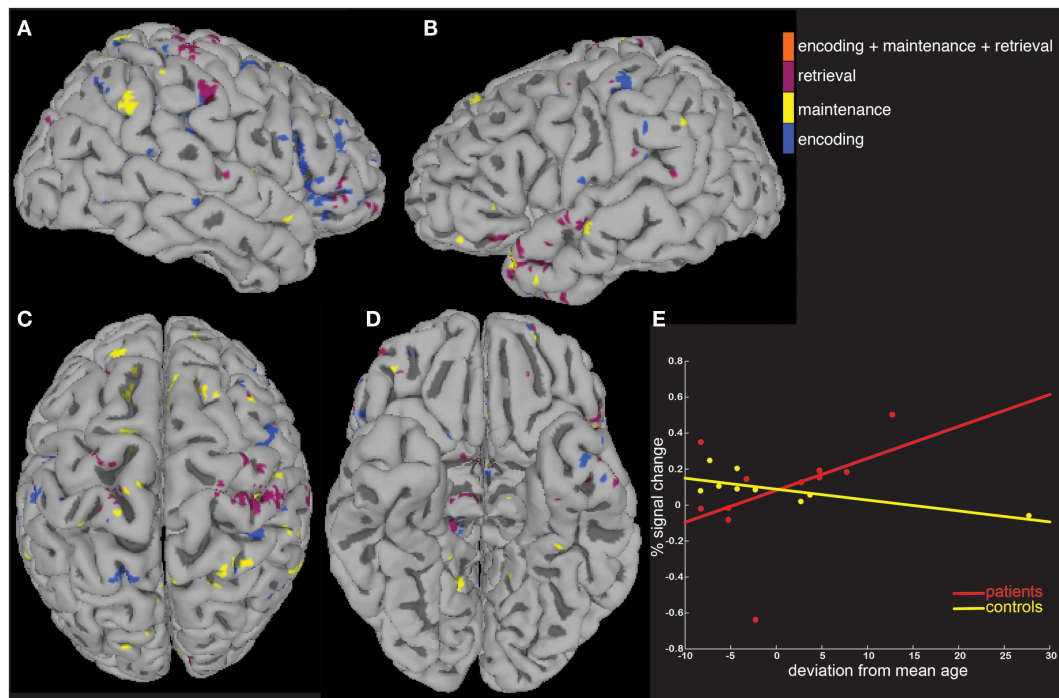 A
B
encoding + maintenance + retrieval
retrieval
maintenance
encoding
C
D
E
0.8
0.6
0.4
0.2
0
0.2
0.4
-0.6
-0.8
% signal change
patients
controls
-10 -5 0 5 10 15 20 25 30
deviation from mean age